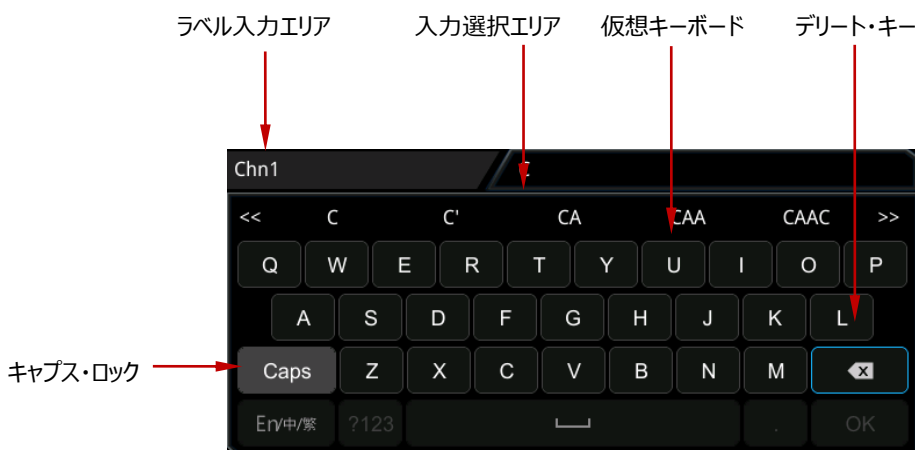 ラベル入力エリア 入力選択エリア 仮想キーボード デリート・キー
Chn1 C
<< C C' CA CAA CAAC >>
Q W E R T Y U I O P
A S D F G H J K L
キャプス・ロック Caps Z X C V B N M
En/中/繁 ?123 . OK